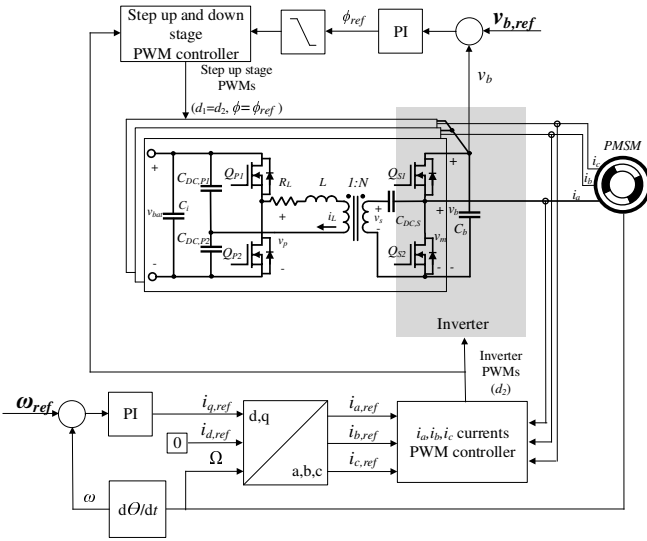 Step up and down
stage
PWM controller
ϕref
PI
vb,ref
Step up stage
PWMs
(d1=d2, ϕ= ϕref )
vb
PMSM
ic
ib
ia
QP1
RL
L
1:N
QS1
+
CDC,P1
Ci
vbat
CDC,P2
+
iL
vp
-
QP2
+
vs
-
CDC,S
+
vm
-
+
vb
-
Cb
QS2
-
Inverter
Inverter
PWMs
(d2)
ωref
PI
iq,ref
id,ref
0
Ω
d,q
a,b,c
ia,ref
ib,ref
ic,ref
ia,ib,ic currents
PWM controller
ω
dΘ/dt